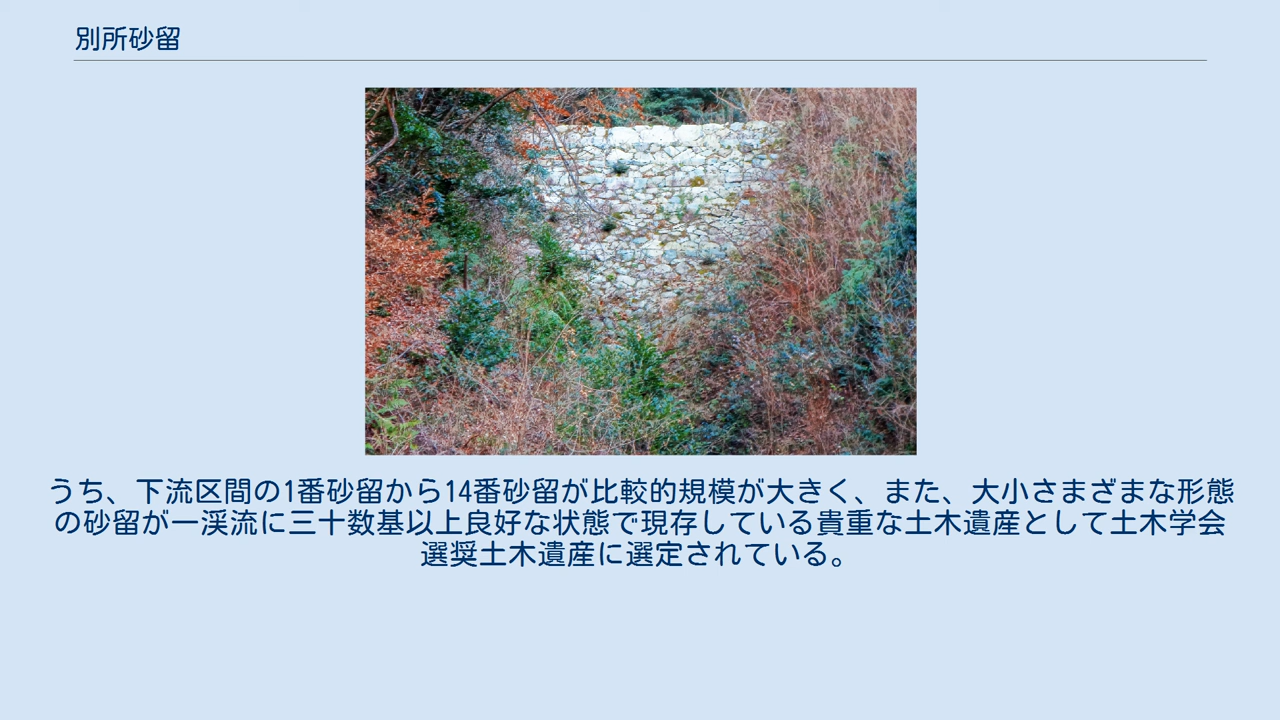 別所砂留
うち、下流区間の1番砂留から14番砂留が比較的規模が大きく、また、大小さまざまな形態
の砂留が一渓流に三十数基以上良好な状態で現存している貴重な土木遺産として土木学会
選奨土木遺産に選定されている。